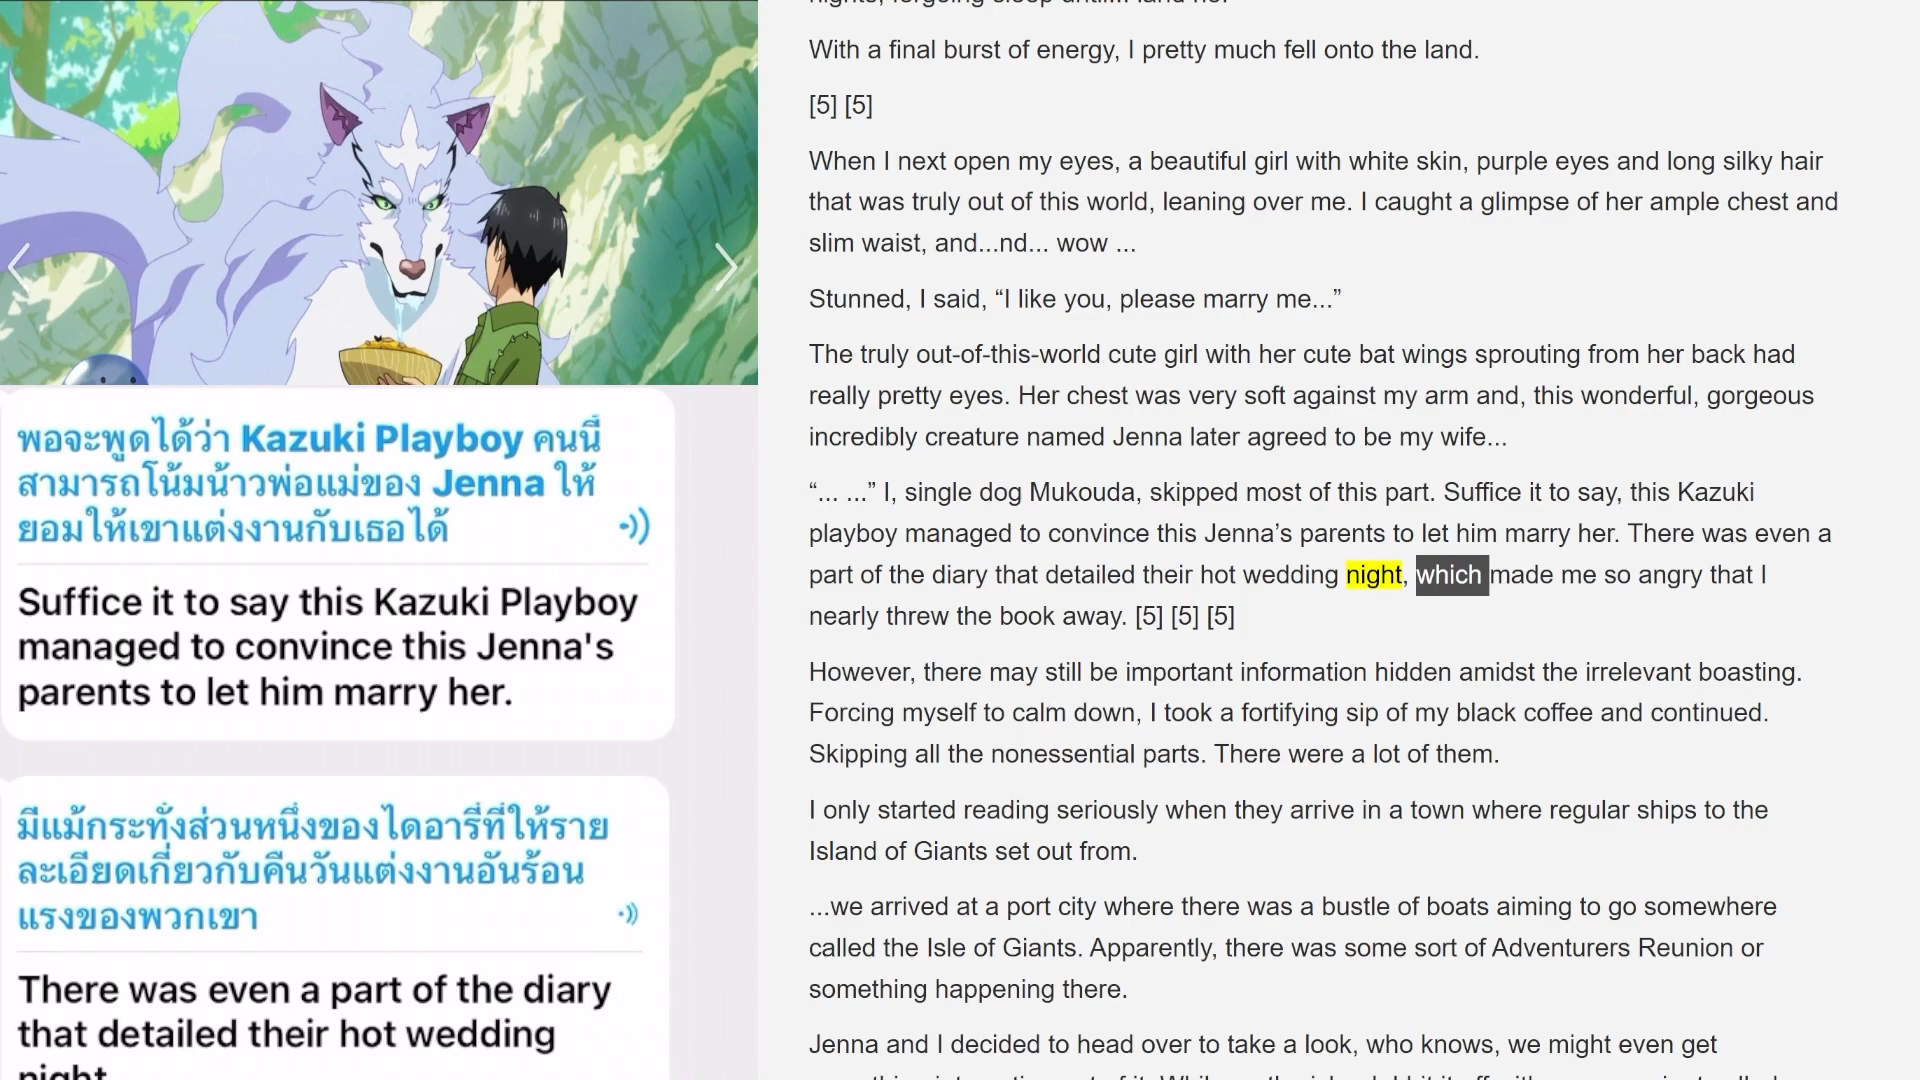 พอจะพูดได้ว่า Kazuki Playboy คนนี้
สามารถโน้มน้าวพ่อแม่ของ Jenna ให้
ยอมให้เขาแต่งงานกับเธอได้
Suffice it to say this Kazuki Playboy
managed to convince this Jenna's
parents to let him marry her.
มีแม้กระทั่งส่วนหนึ่งของไดอารี่ที่ให้ราย
ละเอียดเกี่ยวกับคืนวันแต่งงานอันร้อน
แรงของพวกเขา
There was even a part of the diary
that detailed their hot wedding
night
With a final burst of energy, I pretty much fell onto the land.
[5] [5]
When I next open my eyes, a beautiful girl with white skin, purple eyes and long silky hair
that was truly out of this world, leaning over me. I caught a glimpse of her ample chest and
slim waist, and...nd... wow ...
Stunned, I said, “I like you, please marry me...”
The truly out-of-this-world cute girl with her cute bat wings sprouting from her back had
really pretty eyes. Her chest was very soft against my arm and, this wonderful, gorgeous
incredibly creature named Jenna later agreed to be my wife...
“... ...” I, single dog Mukouda, skipped most of this part. Suffice it to say, this Kazuki
playboy managed to convince this Jenna’s parents to let him marry her. There was even a
part of the diary that detailed their hot wedding night, which made me so angry that I
nearly threw the book away. [5] [5] [5]
However, there may still be important information hidden amidst the irrelevant boasting.
Forcing myself to calm down, I took a fortifying sip of my black coffee and continued.
Skipping all the nonessential parts. There were a lot of them.
I only started reading seriously when they arrive in a town where regular ships to the
Island of Giants set out from.
...we arrived at a port city where there was a bustle of boats aiming to go somewhere
called the Isle of Giants. Apparently, there was some sort of Adventurers Reunion or
something happening there.
Jenna and I decided to head over to take a look, who knows, we might even get